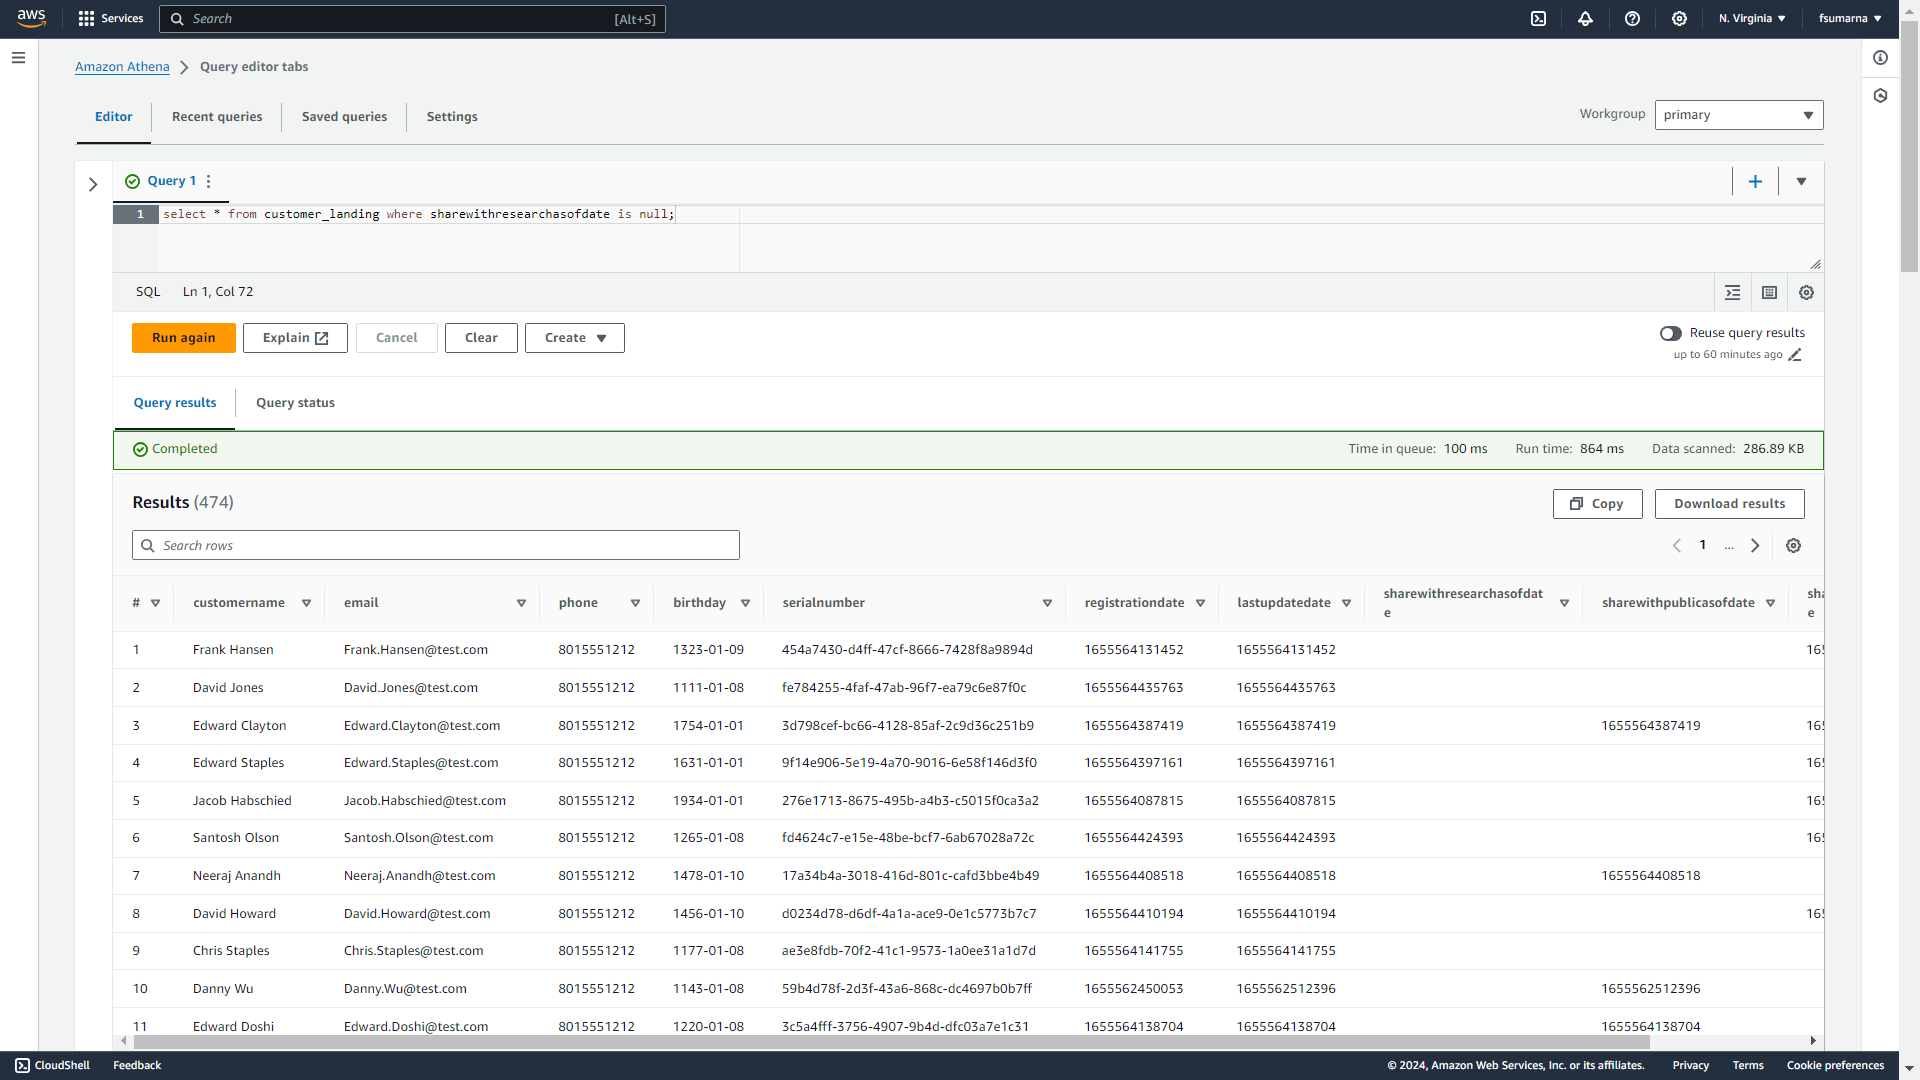 aws Services Search [Alt+S] N. Virginia fsumarna
Amazon Athena Query editor tabs
Editor Recent queries Saved queries Settings Workgroup primary
Query 1
1 select * from customer_landing where sharewithresearchasofdate is null;
SQL Ln 1, Col 72
Run again Explain Cancel Clear Create Reuse query results
up to 60 minutes ago
Query results Query status
Completed Time in queue: 100 ms Run time: 864 ms Data scanned: 286.89 KB
Results (474) Copy Download results
Search rows 1 ...
# customername email phone birthday serialnumber registrationdate lastupdatedate sharewithresearchasofdat
e sharewithpublicasofdate sha
e
1 Frank Hansen Frank.Hansen@test.com 8015551212 1323-01-09 454a7430-d4ff-47cf-8666-7428f8a9894d 1655564131452 1655564131452 165
2 David Jones David.Jones@test.com 8015551212 1111-01-08 fe784255-4faf-47ab-96f7-ea79c6e87f0c 1655564435763 1655564435763
3 Edward Clayton Edward.Clayton@test.com 8015551212 1754-01-01 3d798cef-bc66-4128-85af-2c9d36c251b9 1655564387419 1655564387419 1655564387419 165
4 Edward Staples Edward.Staples@test.com 8015551212 1631-01-01 9f14e906-5e19-4a70-9016-6e58f146d3f0 1655564397161 1655564397161 165
5 Jacob Habschied Jacob.Habschied@test.com 8015551212 1934-01-01 276e1713-8675-495b-a4b3-c5015f0ca3a2 1655564087815 1655564087815 165
6 Santosh Olson Santosh.Olson@test.com 8015551212 1265-01-08 fd4624c7-e15e-48be-bcf7-6ab67028a72c 1655564424393 1655564424393 165
7 Neeraj Anandh Neeraj.Anandh@test.com 8015551212 1478-01-10 17a34b4a-3018-416d-801c-cafd3bbe4b49 1655564408518 1655564408518 1655564408518
8 David Howard David.Howard@test.com 8015551212 1456-01-10 d0234d78-d6df-4a1a-ace9-0e1c5773b7c7 1655564410194 1655564410194 165
9 Chris Staples Chris.Staples@test.com 8015551212 1177-01-08 ae3e8fdb-70f2-41c1-9573-1a0ee31a1d7d 1655564141755 1655564141755
10 Danny Wu Danny.Wu@test.com 8015551212 1143-01-08 59b4d78f-2d3f-43a6-868c-dc4697b0b7ff 1655562450053 1655562512396 1655562512396
11 Edward Doshi Edward.Doshi@test.com 8015551212 1220-01-08 3c5a4fff-3756-4907-9b4d-dfc03a7e1c31 1655564138704 1655564138704 1655564138704
CloudShell Feedback © 2024, Amazon Web Services, Inc. or its affiliates. Privacy Terms Cookie preferences